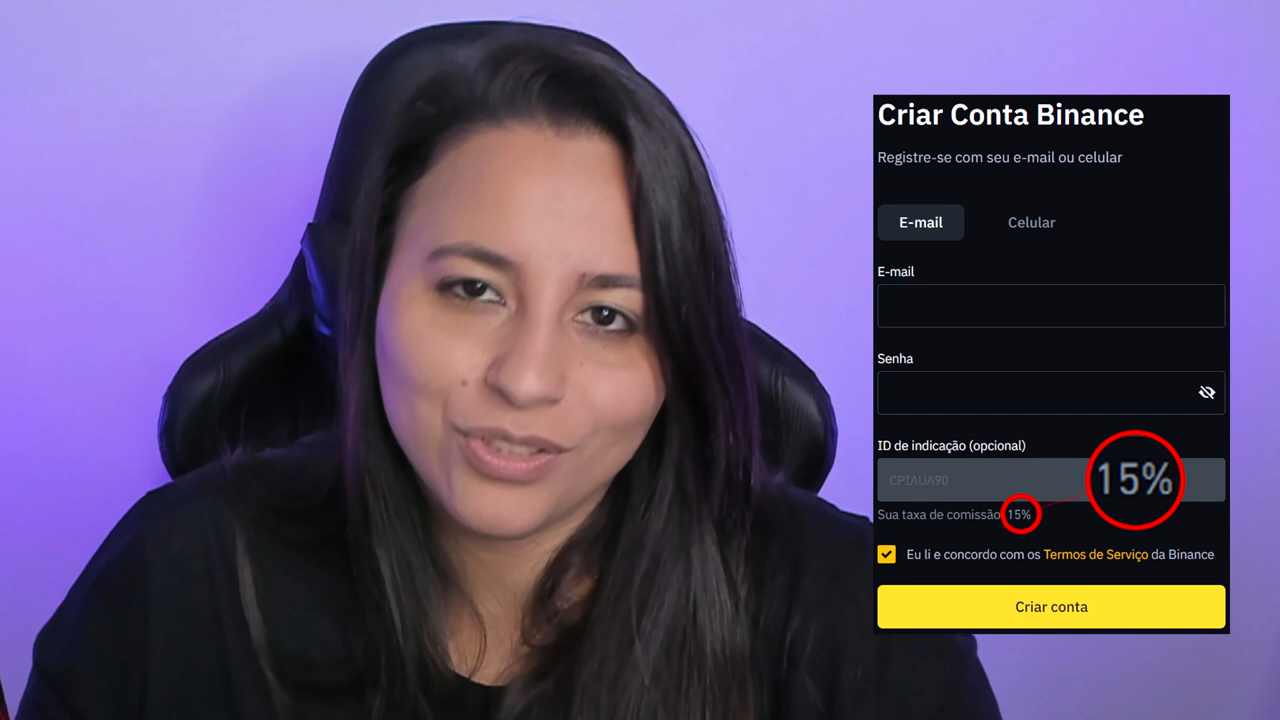 Criar Conta Binance
Registre-se com seu e-mail ou celular
E-mail
Celular
E-mail
Senha
ID de indicação (opcional)
CPIAUA90
15%
Sua taxa de comissão 15%
Eu li e concordo com os Termos de Serviço da Binance
Criar conta